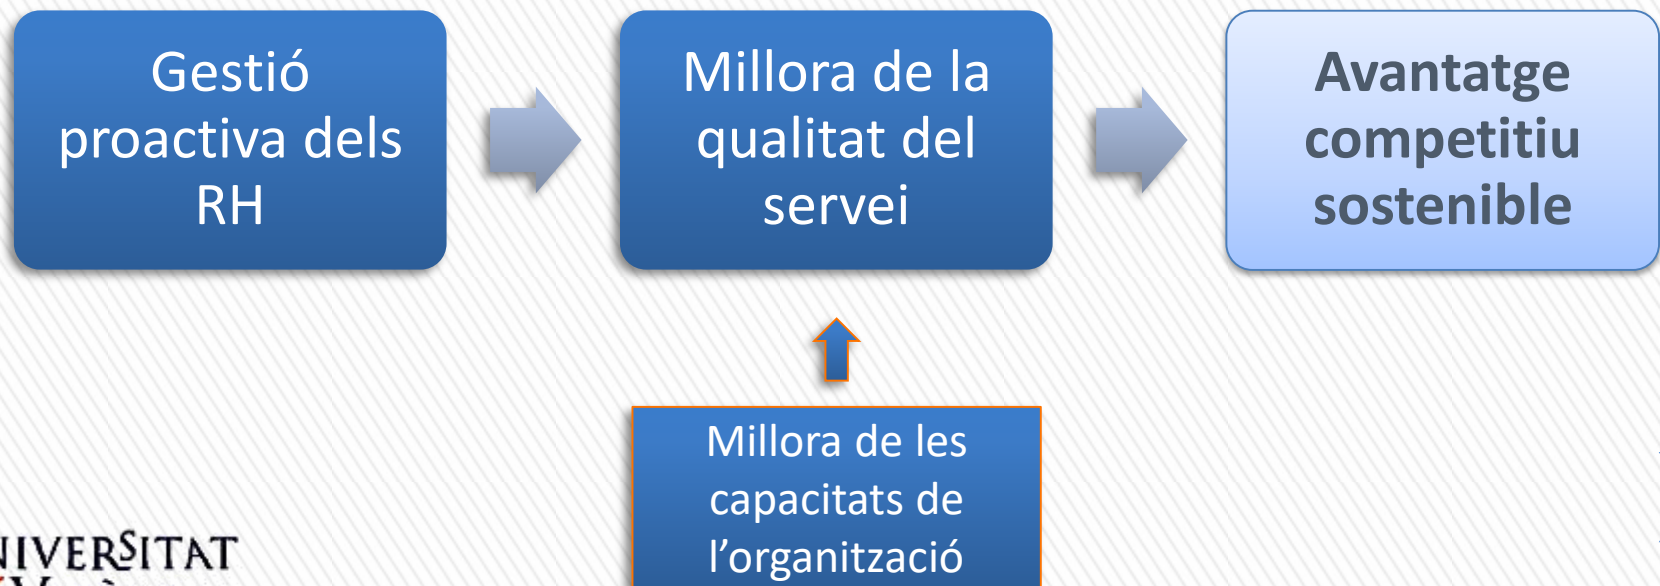 Gestió
proactiva dels
RH
Millora de la
qualitat del
servei
Avantatge
competitiu
sostenible
Millora de les
capacitats de
l’organització